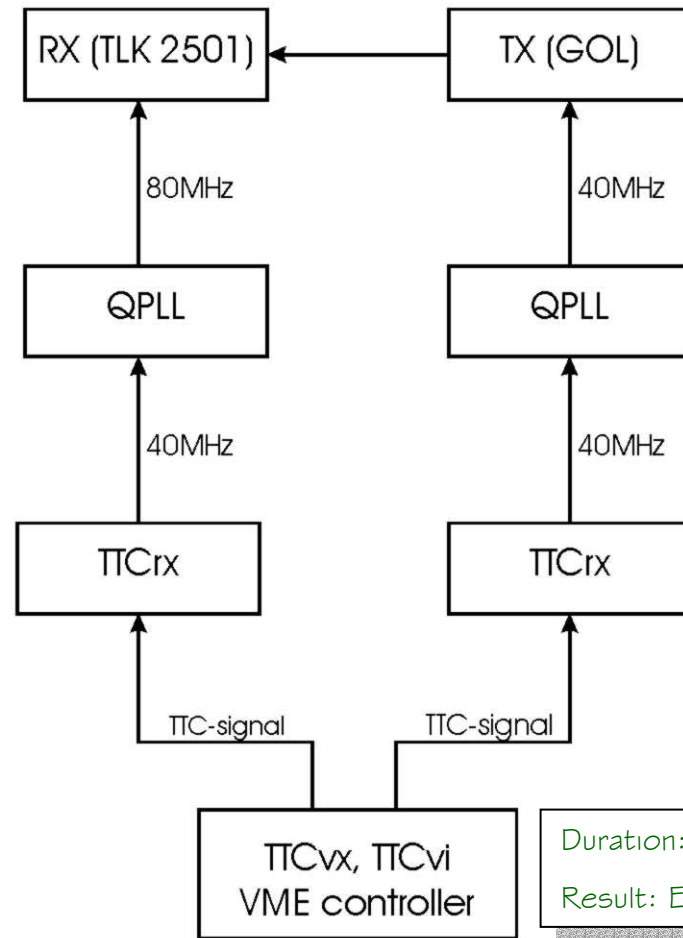 RX (TLK 2501)
TX (GOL)
80MHz
40MHz
QPLL
QPLL
40MHz
40MHz
TTCrx
TTCrx
TTC-signal
TTC-signal
TTCvx, TTCvi
VME controller
Duration:
Result: